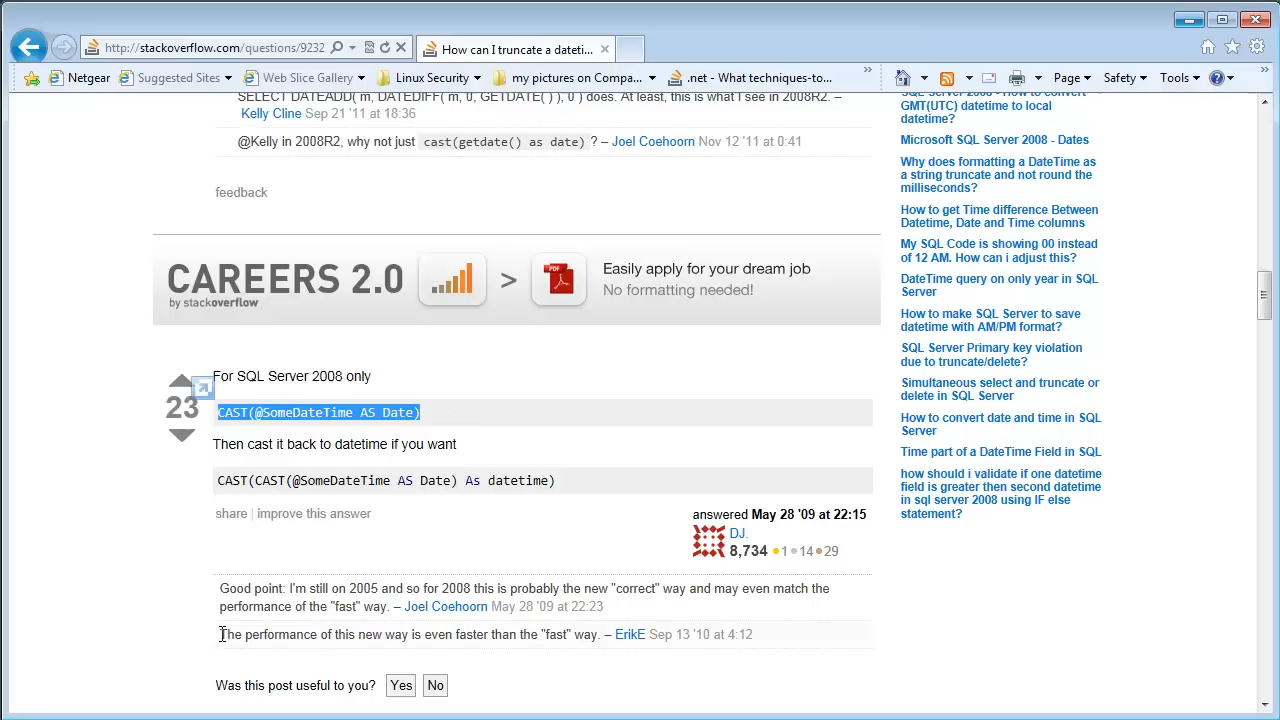 http://stackoverflow.com/questions/9232
How can I truncate a dateti...
Netgear
Suggested Sites
Web Slice Gallery
Linux Security
my pictures on Compa...
.net - What techniques-to...
Page
Safety
Tools
SELECT DATEADD( m, DATEDIFF( m, 0, GETDATE( ) ), 0 ) does. At least, this is what I see in 2008R2. –
Kelly Cline Sep 21 '11 at 18:36
@Kelly in 2008R2, why not just cast(getdate() as date) ? – Joel Coehoorn Nov 12 '11 at 0:41
feedback
CAREERS 2.0
by stackoverflow
>
PDF
Easily apply for your dream job
No formatting needed!
For SQL Server 2008 only
23
CAST(@SomeDateTime AS Date)
Then cast it back to datetime if you want
CAST(CAST(@SomeDateTime AS Date) As datetime)
share | improve this answer
answered May 28 '09 at 22:15
DJ.
8,734 1 14 29
Good point: I'm still on 2005 and so for 2008 this is probably the new "correct" way and may even match the
performance of the "fast" way. – Joel Coehoorn May 28 '09 at 22:23
The performance of this new way is even faster than the "fast" way. – ErikE Sep 13 '10 at 4:12
Was this post useful to you? Yes No
SQL Server 2008 - How to convert
GMT(UTC) datetime to local
datetime?
Microsoft SQL Server 2008 - Dates
Why does formatting a DateTime as
a string truncate and not round the
milliseconds?
How to get Time difference Between
Datetime, Date and Time columns
My SQL Code is showing 00 instead
of 12 AM. How can i adjust this?
DateTime query on only year in SQL
Server
How to make SQL Server to save
datetime with AM/PM format?
SQL Server Primary key violation
due to truncate/delete?
Simultaneous select and truncate or
delete in SQL Server
How to convert date and time in SQL
Server
Time part of a DateTime Field in SQL
how should i validate if one datetime
field is greater then second datetime
in sql server 2008 using IF else
statement?